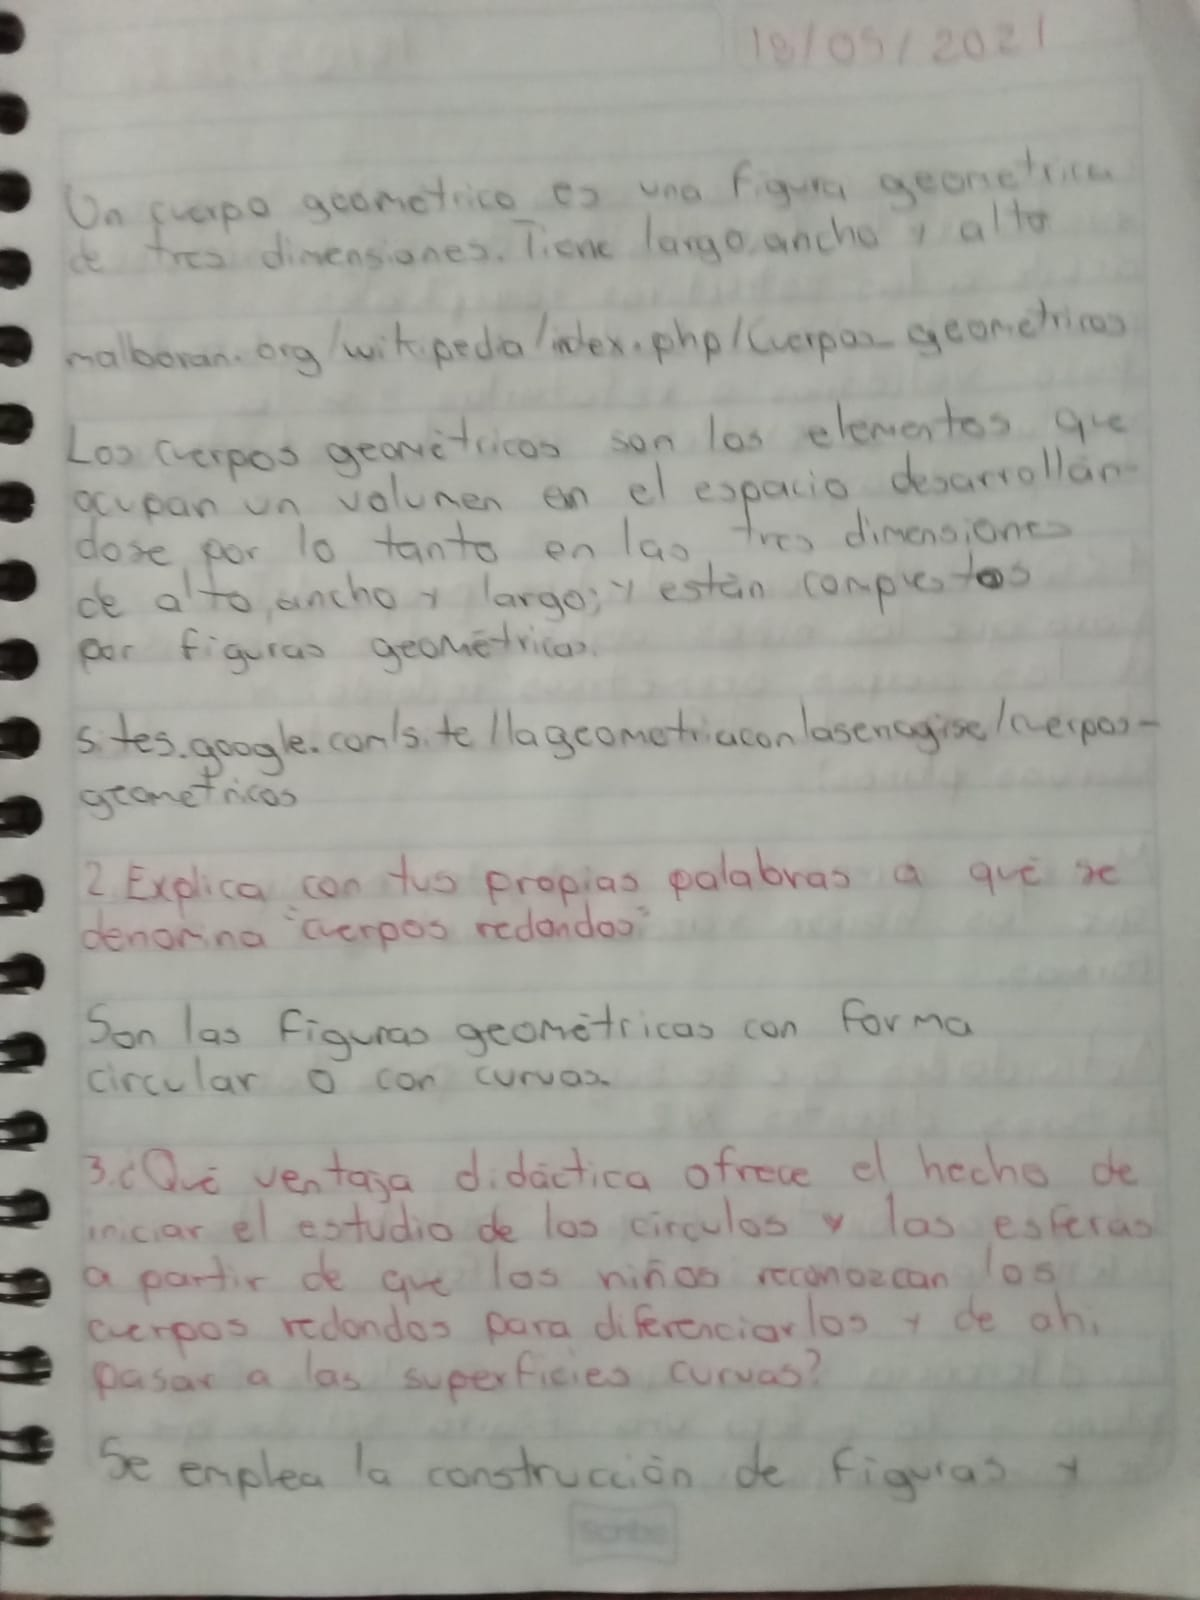 18/05/2021
Un cuerpo geometrico es una figura geometrica
de tres dimensiones. Tiene largo, ancho y alto
malboran.org/wikipedia/index.php/Cuerpos_geometricos
Los cuerpos geométricos son los elementos que
ocupan un volumen en el espacio desarrollán-
dose, por lo tanto en las tres dimensiones
de alto, ancho y largo; y están compuestos
por figuras geométricas.
sites.google.com/site/lageometriaconlasenagise/cuerpos-
geometricos
2. Explica con tus propias palabras a qué se
denomina "cuerpos redondos"
Son las figuras geométricas con forma
circular o con curvas.
3. ¿Qué ventaja didáctica ofrece el hecho de
iniciar el estudio de los circulos y las esferas
a partir de que los niños reconozcan los
cuerpos redondos para diferenciarlos y de ahi
pasar a las superficies curvas?
Se emplea la construcción de figuras y
Scribe